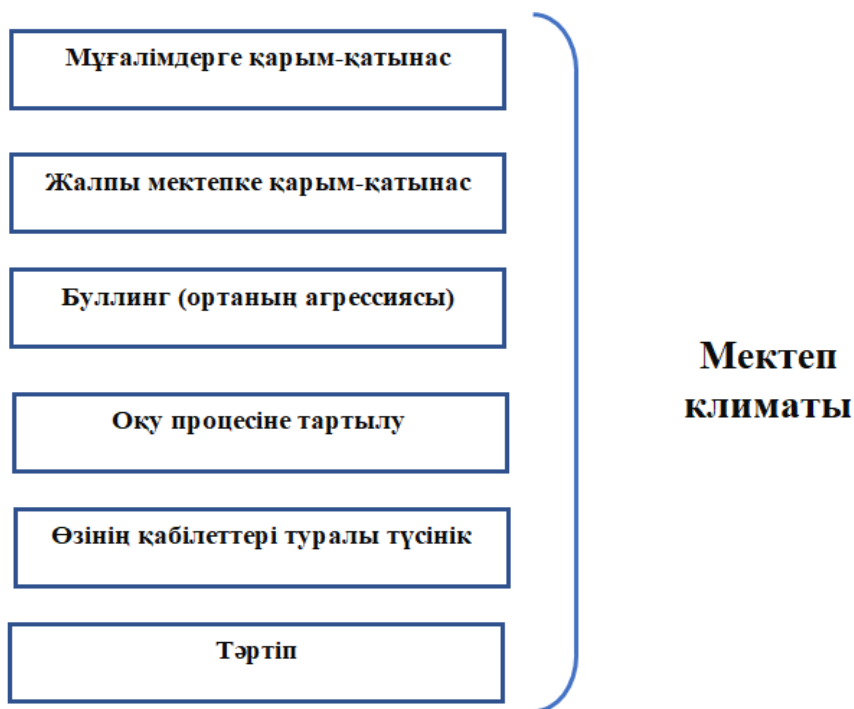 Мұғалімдерге қарым-қатынас
Жалпы мектепке қарым-қатынас
Буллинг (ортаның агрессиясы)
Оқу процесіне тартылу
Өзінің қабілеттері туралы түсінік
Тәртіп
Мектеп
климаты